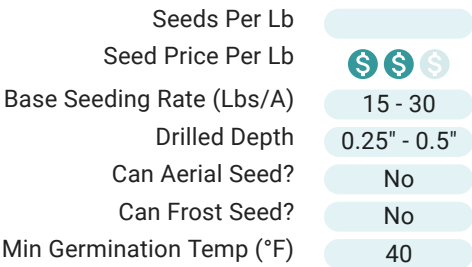 Seeds Per Lb
Seed Price Per Lb $ $ $
Base Seeding Rate (Lbs/A) 15 - 30
Drilled Depth 0.25" - 0.5"
Can Aerial Seed? No
Can Frost Seed? No
Min Germination Temp (°F) 40